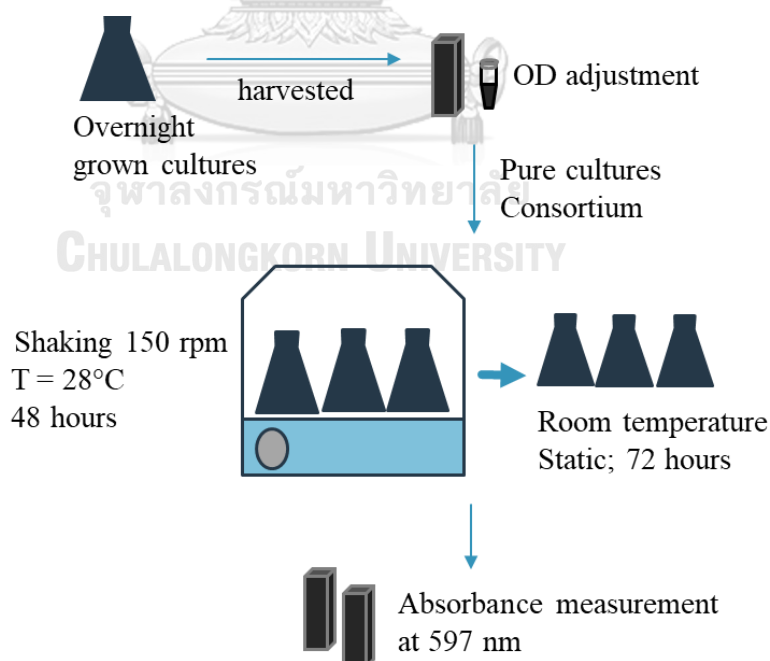 harvested
OD adjustment
Overnight
grown cultures
Pure cultures
Consortium
จุฬาลงกรณ์มหาวิทยาลัย
CHULALONGKORN UNIVERSITY
Shaking 150 rpm
T = 28°C
48 hours
Room temperature
Static; 72 hours
Absorbance measurement
at 597 nm